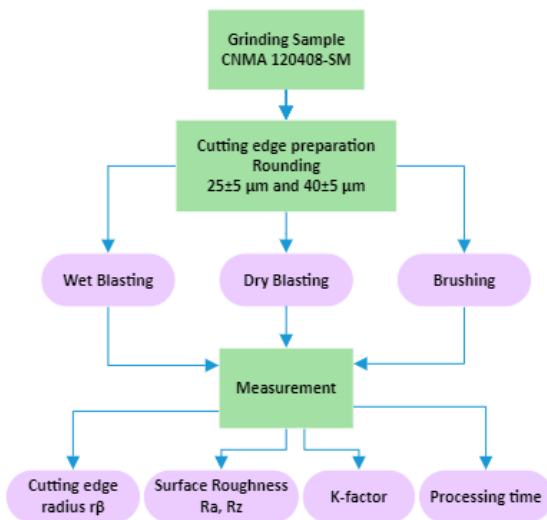 Grinding Sample
CNMA 120408-SM
Cutting edge preparation
Rounding
25±5 µm and 40±5 µm
Wet Blasting
Dry Blasting
Brushing
Measurement
Cutting edge
radius rβ
Surface Roughness
Ra, Rz
K-factor
Processing time